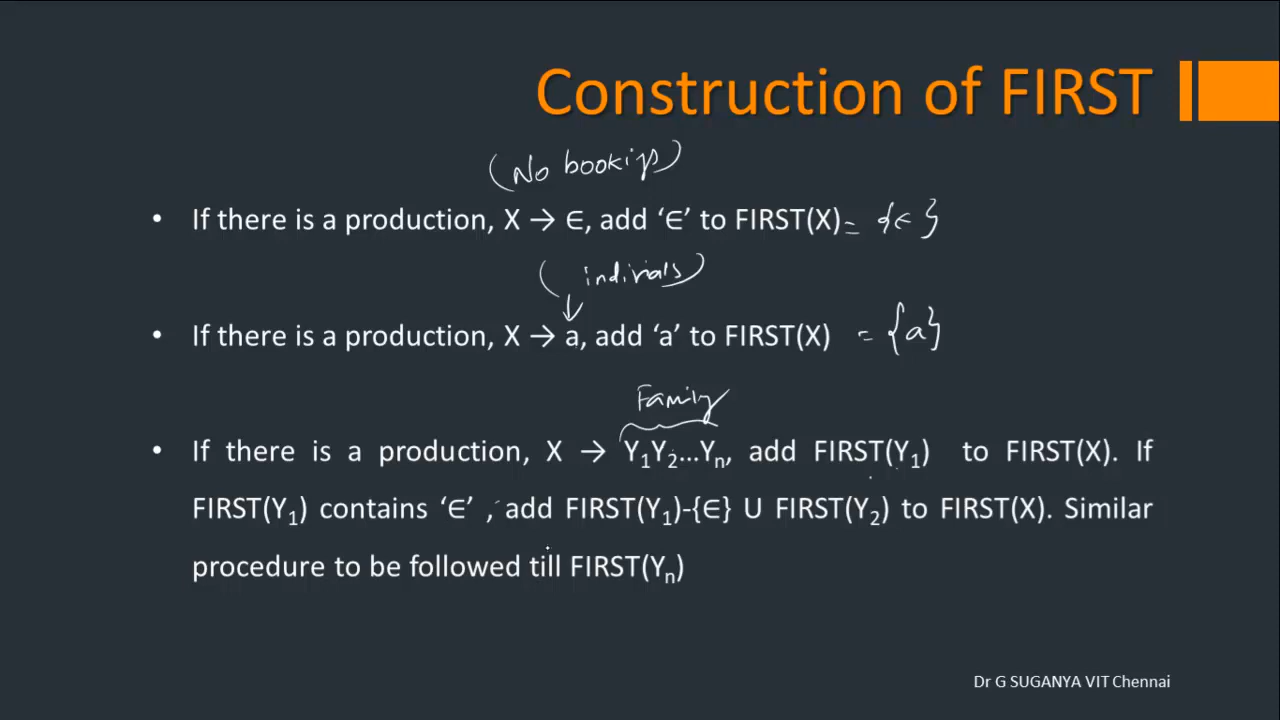 Construction of FIRST
(No bookigs)
• If there is a production, X → ∈, add ‘∈’ to FIRST(X) = {∈}
(indivials)
• If there is a production, X → a, add ‘a’ to FIRST(X) = {a}
Family
• If there is a production, X → Y₁Y₂...Yₙ, add FIRST(Y₁) to FIRST(X). If
FIRST(Y₁) contains ‘∈’ , add FIRST(Y₁)-{∈} U FIRST(Y₂) to FIRST(X). Similar
procedure to be followed till FIRST(Yₙ)
Dr G SUGANYA VIT Chennai